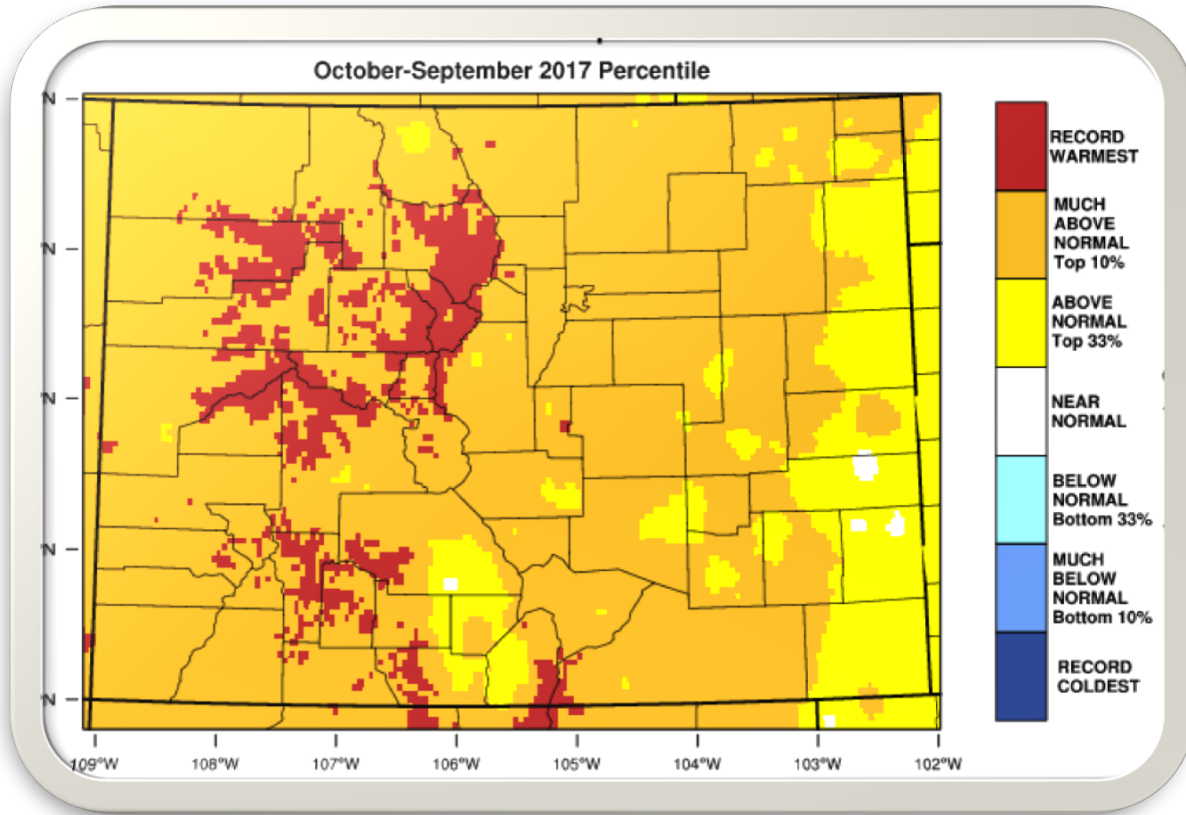 October-September 2017 Percentile
N
N
N
N
N
109°W 108°W 107°W 106°W 105°W 104°W 103°W 102°W
RECORD
WARMEST
MUCH
ABOVE
NORMAL
Top 10%
ABOVE
NORMAL
Top 33%
NEAR
NORMAL
BELOW
NORMAL
Bottom 33%
MUCH
BELOW
NORMAL
Bottom 10%
RECORD
COLDEST